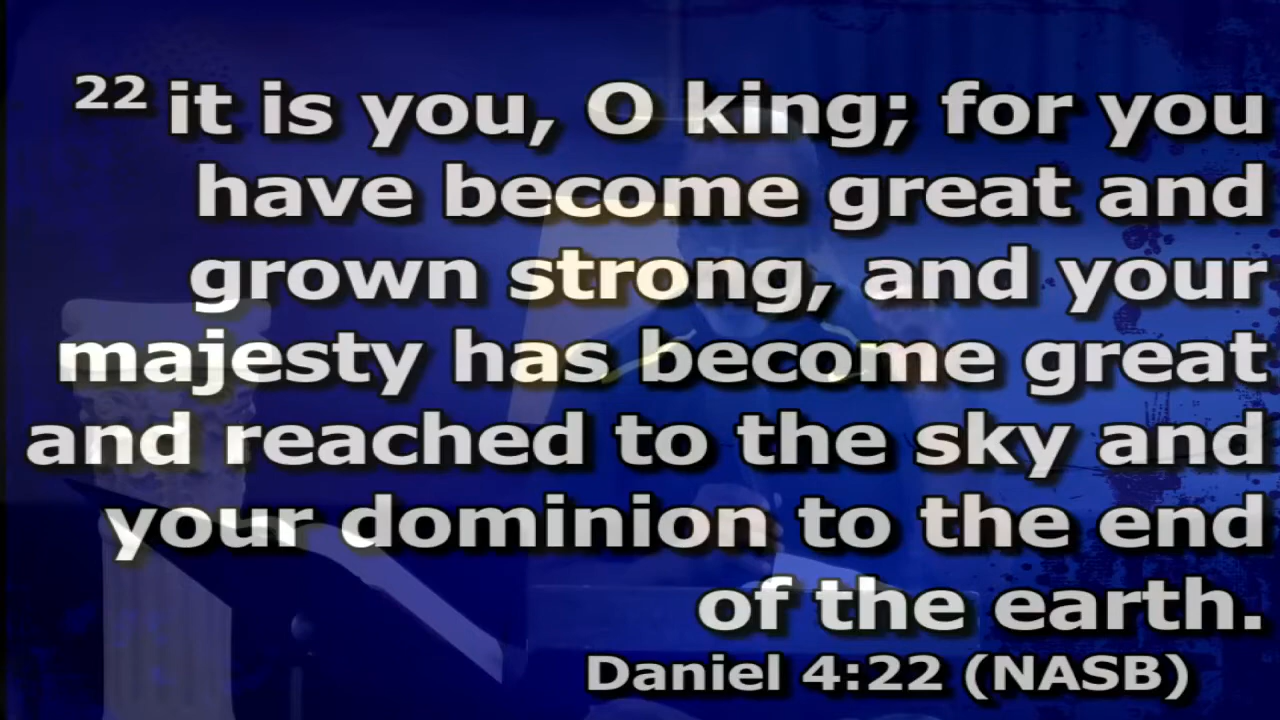 22 it is you, O king; for you
have become great and
grown strong, and your
majesty has become great
and reached to the sky and
your dominion to the end
of the earth.
Daniel 4:22 (NASB)